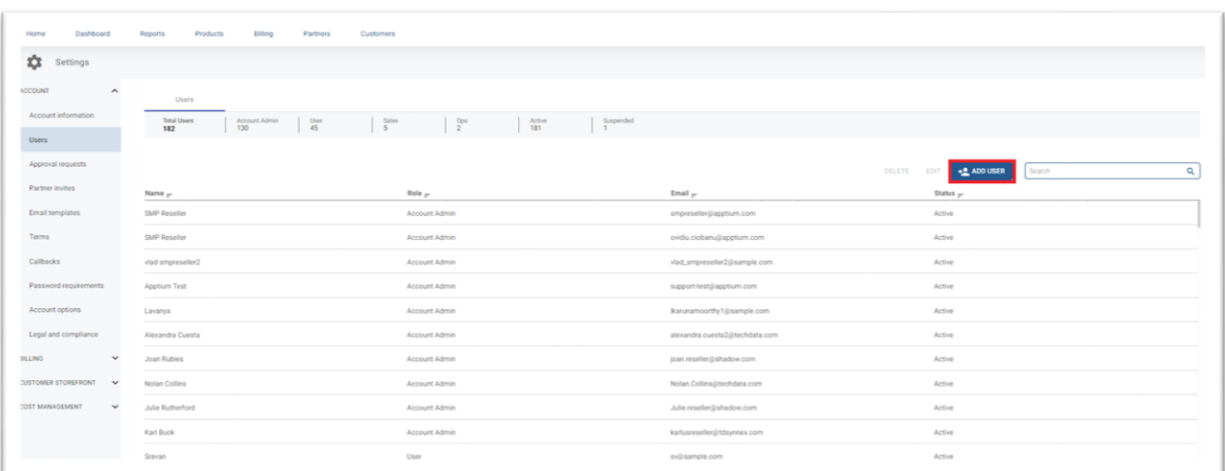 Home Dashboard Reports Products Billing Partners Customers
Settings
ACCOUNT
Account information
Users
Approval requests
Partner invites
Email templates
Terms
Callbacks
Password requirements
Account options
Legal and compliance
BILLING
CUSTOMER STOREFRONT
COST MANAGEMENT
Users
Total Users Account Admin User Sales Ops Active Suspended
182 130 45 5 2 181 1
DELETE EDIT ADD USER Search
Name Role Email Status
SMP Reseller Account Admin smpreseller@apptium.com Active
SMP Reseller Account Admin ovidiu.ciobanu@apptium.com Active
vlad smpreseller2 Account Admin vlad_smpreseller2@sample.com Active
Apptium Test Account Admin support-test@apptium.com Active
Lavanya Account Admin lkarunamoorthy1@sample.com Active
Alexandra Cuesta Account Admin alexandra.cuesta2@techdata.com Active
Joan Rubies Account Admin joan.reseller@shadow.com Active
Nolan Collins Account Admin Nolan.Collins@techdata.com Active
Julie Rutherford Account Admin Julie.reseller@shadow.com Active
Karl Buck Account Admin karlusreseller@tdsynnex.com Active
Sravan User sv@sample.com Active